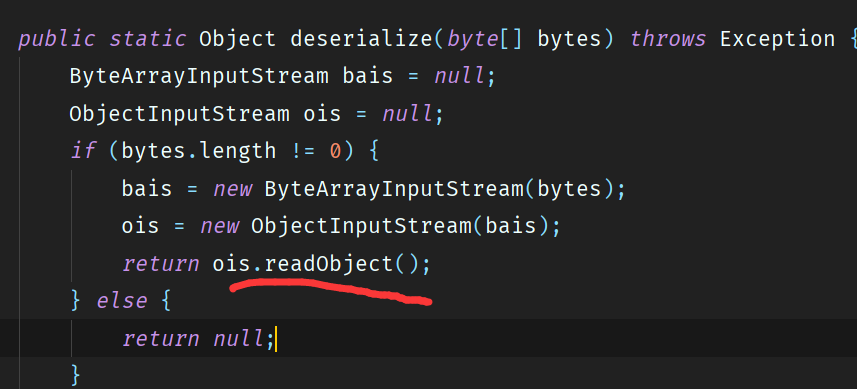 public static Object deserialize(byte[] bytes) throws Exception {
ByteArrayInputStream bais = null;
ObjectInputStream ois = null;
if (bytes.length != 0) {
bais = new ByteArrayInputStream(bytes);
ois = new ObjectInputStream(bais);
return ois.readObject();
} else {
return null;
}